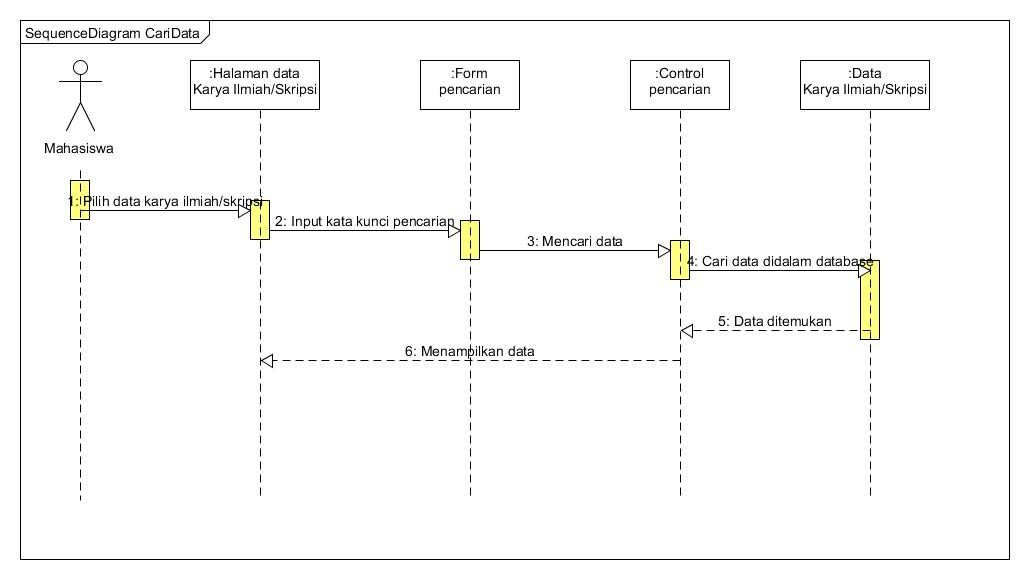 SequenceDiagram CariData
:Halaman data
Karya Ilmiah/Skripsi
:Form
pencarian
:Control
pencarian
:Data
Karya Ilmiah/Skripsi
Mahasiswa
1: Pilih data karya ilmiah/skripsi
2: Input kata kunci pencarian
3: Mencari data
4: Cari data didalam database
5: Data ditemukan
6: Menampilkan data